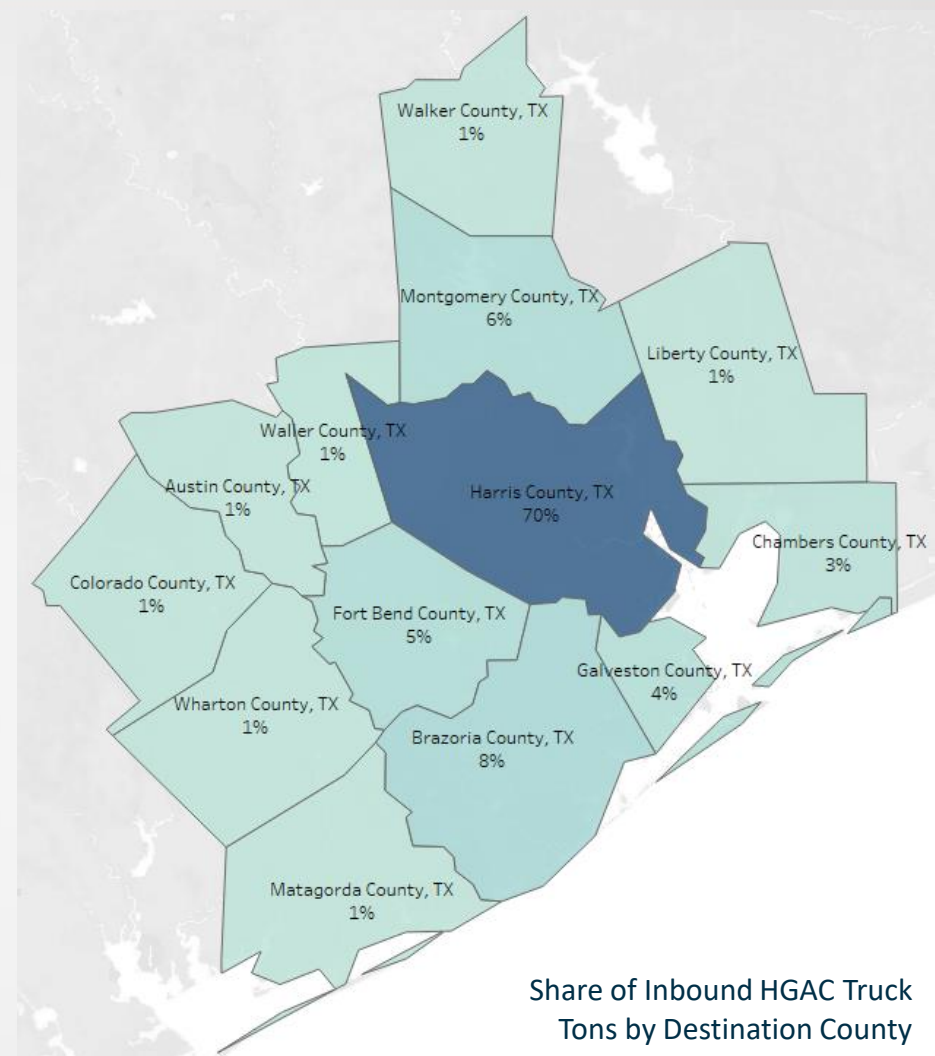 Walker County, TX
1%
Montgomery County, TX
6%
Liberty County, TX
1%
Waller County, TX
1%
Austin County, TX
1%
Harris County, TX
70%
Chambers County, TX
3%
Colorado County, TX
1%
Fort Bend County, TX
5%
Galveston County, TX
4%
Wharton County, TX
1%
Brazoria County, TX
8%
Matagorda County, TX
1%
Share of Inbound HGAC Truck
Tons by Destination County